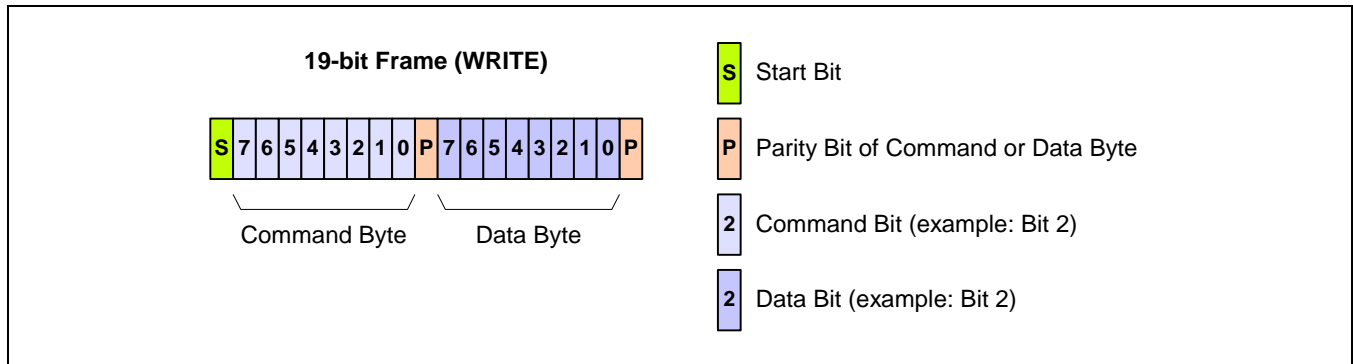 19-bit Frame (WRITE)
S 7 6 5 4 3 2 1 0 P 7 6 5 4 3 2 1 0 P
Command Byte Data Byte
S Start Bit
P Parity Bit of Command or Data Byte
2 Command Bit (example: Bit 2)
2 Data Bit (example: Bit 2)